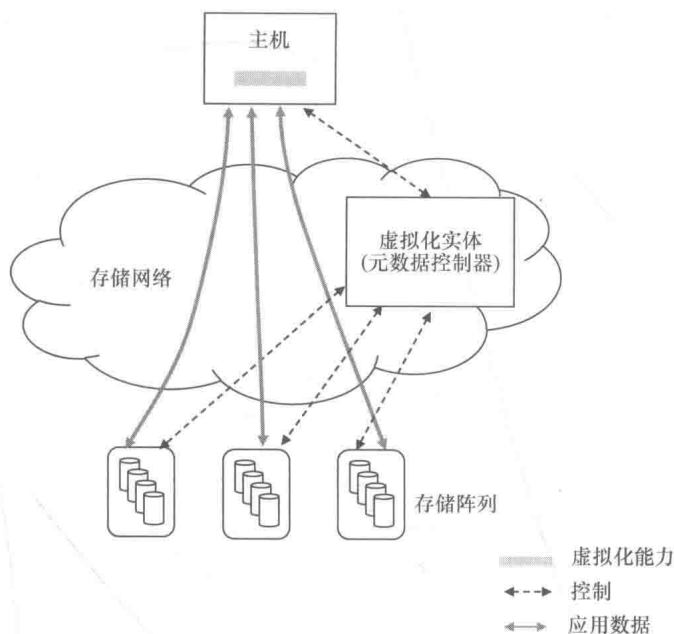 主机
虚拟化实体
(元数据控制器)
存储网络
存储阵列
虚拟化能力
控制
应用数据